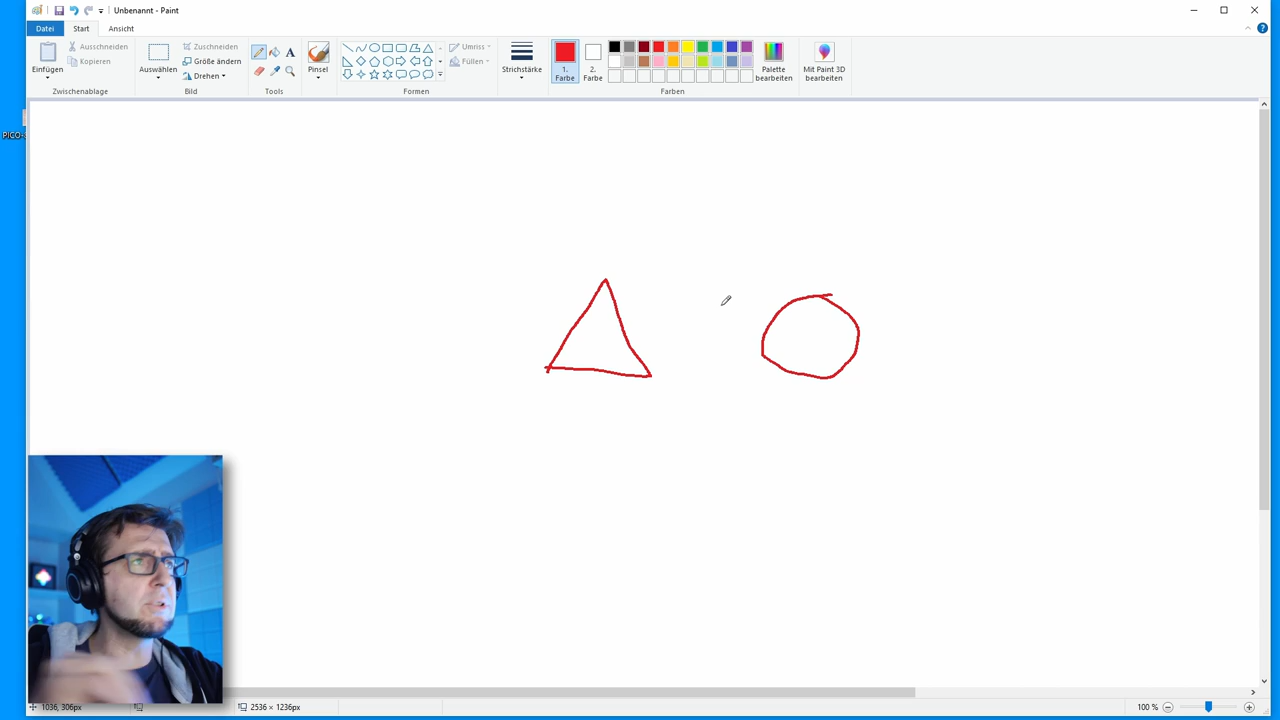 Unbenannt - Paint
Datei Start Ansicht
Einfügen
Ausschneiden
Kopieren
Zwischenablage
Auswählen
Zuschneiden
Größe ändern
Drehen
Bild
A
Tools
Pinsel
Umriss
Füllen
Formen
Strichstärke
1.
Farbe
2.
Farbe
Palette
bearbeiten
Farben
Mit Paint 3D
bearbeiten
1036, 306px
2536 × 1236px
100 %